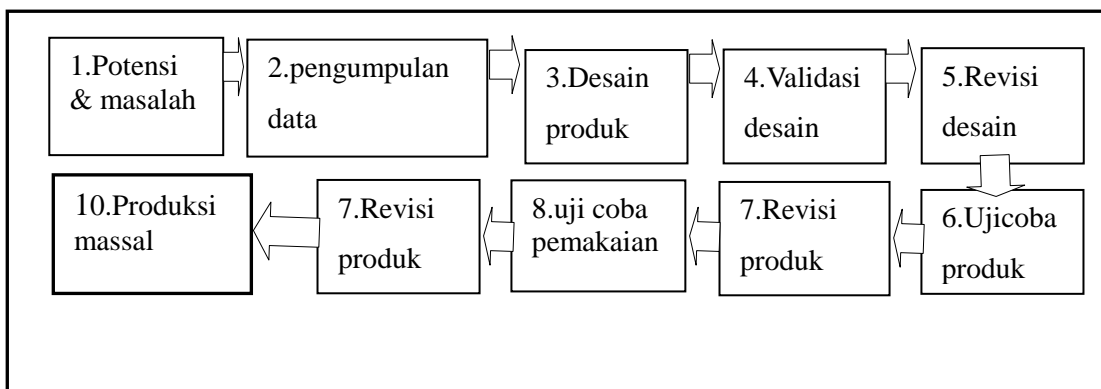 1.Potensi
& masalah
2.pengumpulan
data
3.Desain
produk
4.Validasi
desain
5.Revisi
desain
6.Ujicoba
produk
7.Revisi
produk
8.uji coba
pemakaian
7.Revisi
produk
10.Produksi
massal